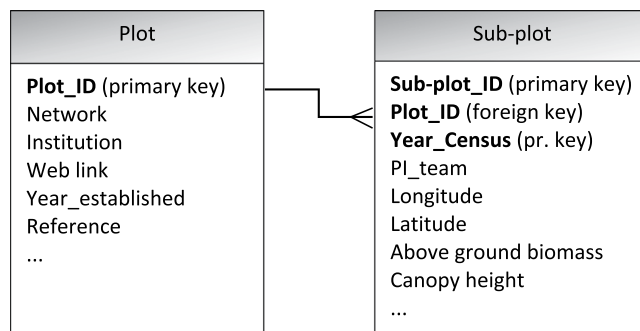 Plot
Plot_ID (primary key)
Network
Institution
Web link
Year_established
Reference
...
Sub-plot
Sub-plot_ID (primary key)
Plot_ID (foreign key)
Year_Census (pr. key)
PI_team
Longitude
Latitude
Above ground biomass
Canopy height
...